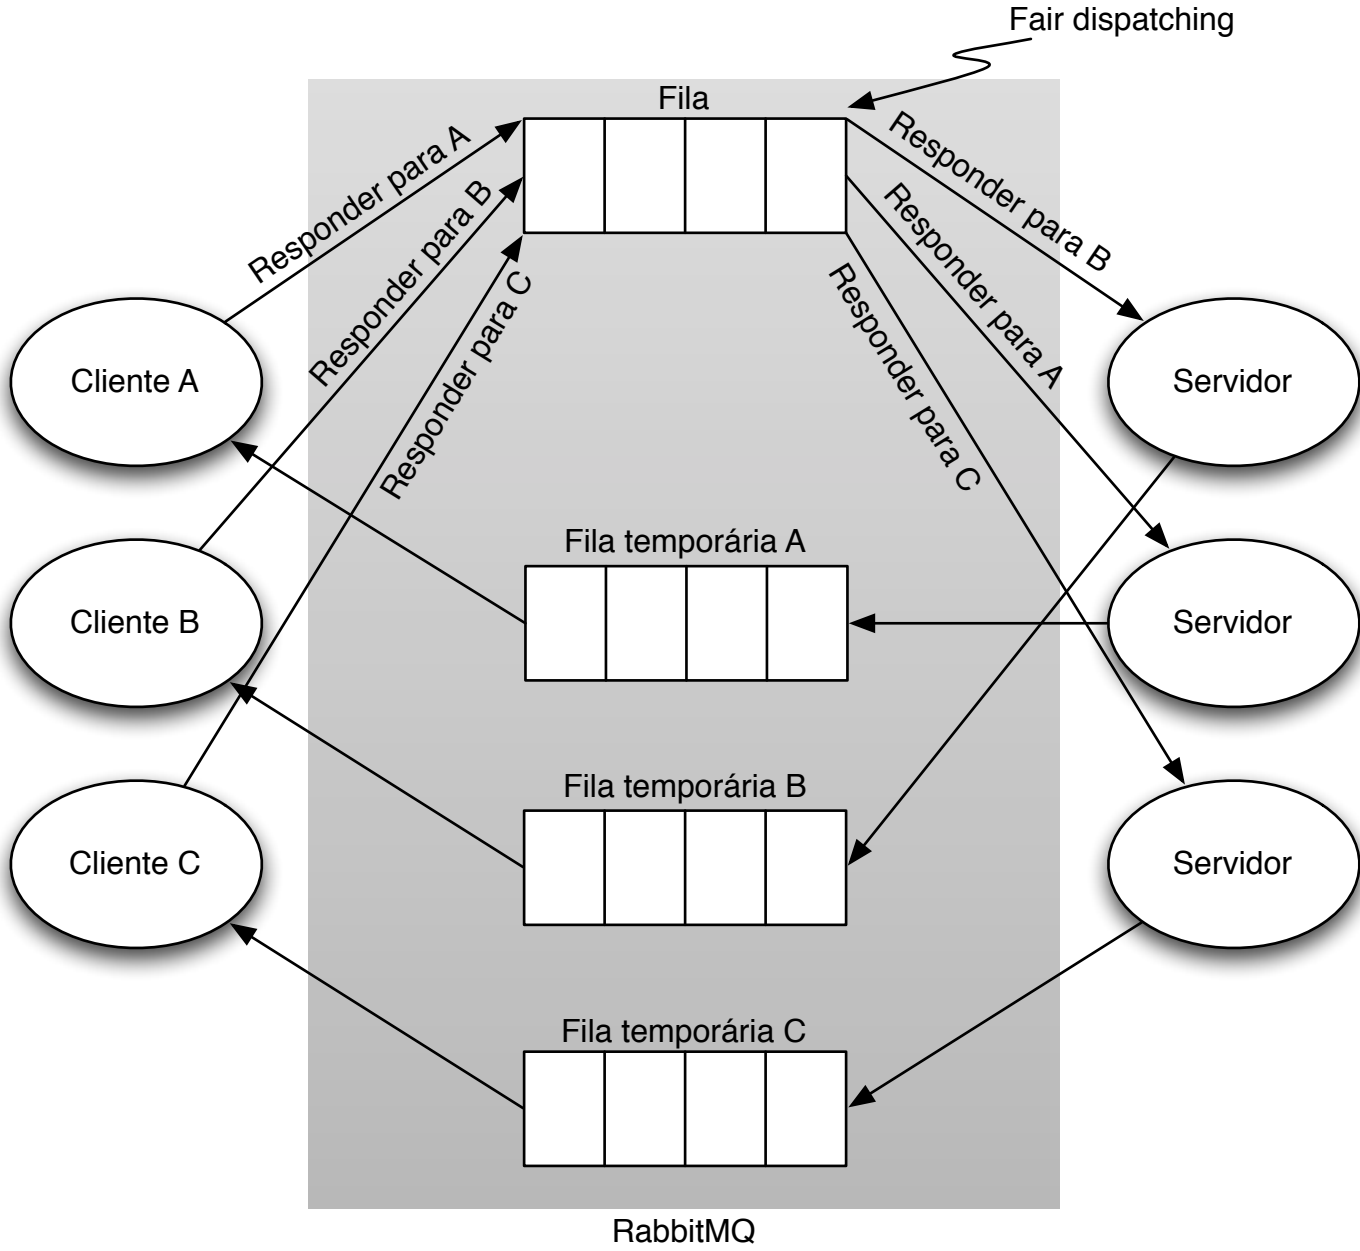 Fair dispatching
Fila
Responder para A
Responder para B
Responder para C
Responder para B
Responder para A
Responder para C
Cliente A
Servidor
Fila temporária A
Cliente B
Servidor
Fila temporária B
Cliente C
Servidor
Fila temporária C
RabbitMQ